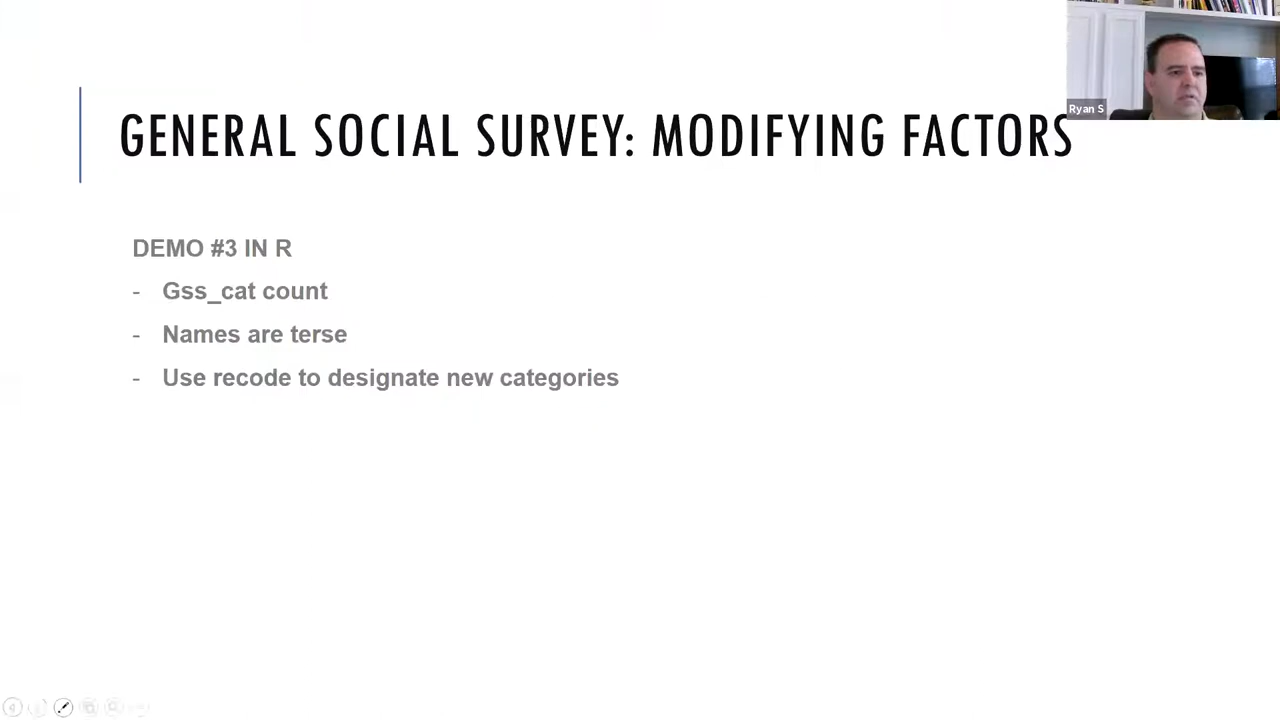 GENERAL SOCIAL SURVEY: MODIFYING FACTORS
Ryan S
DEMO #3 IN R
- Gss_cat count
- Names are terse
- Use recode to designate new categories